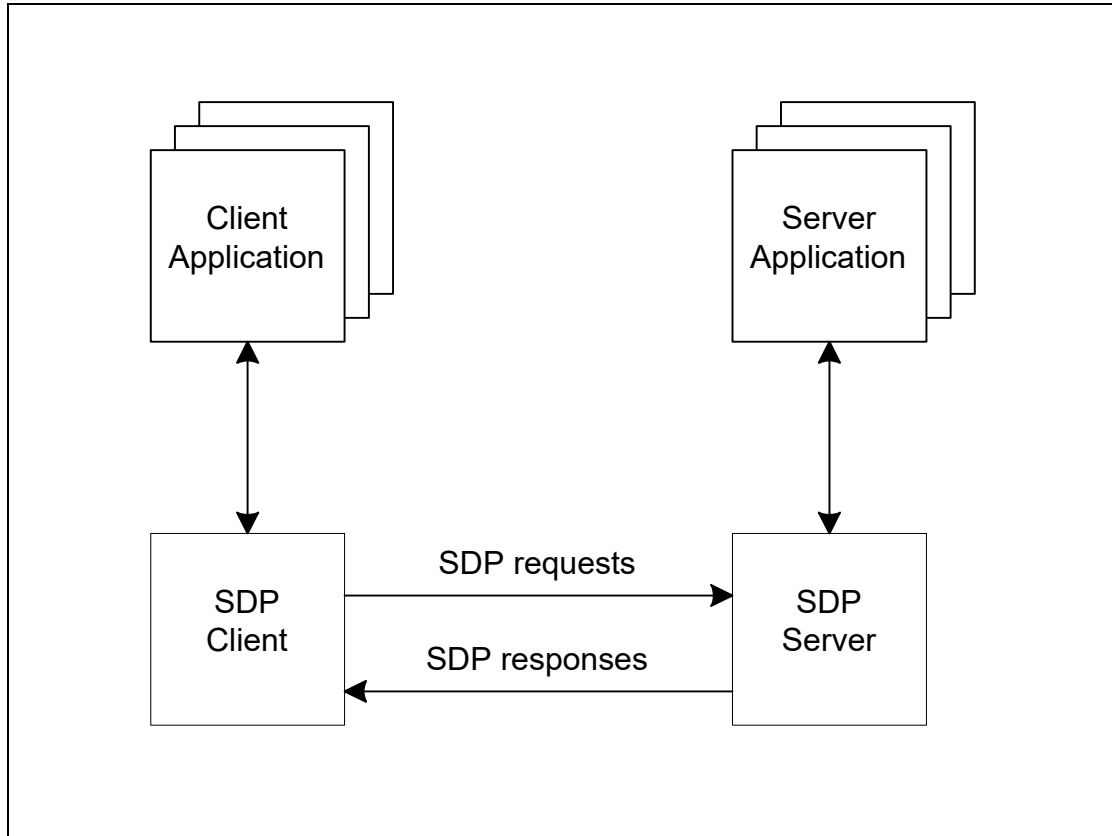 Client
Application
Server
Application
SDP requests
SDP
Client
SDP
Server
SDP responses